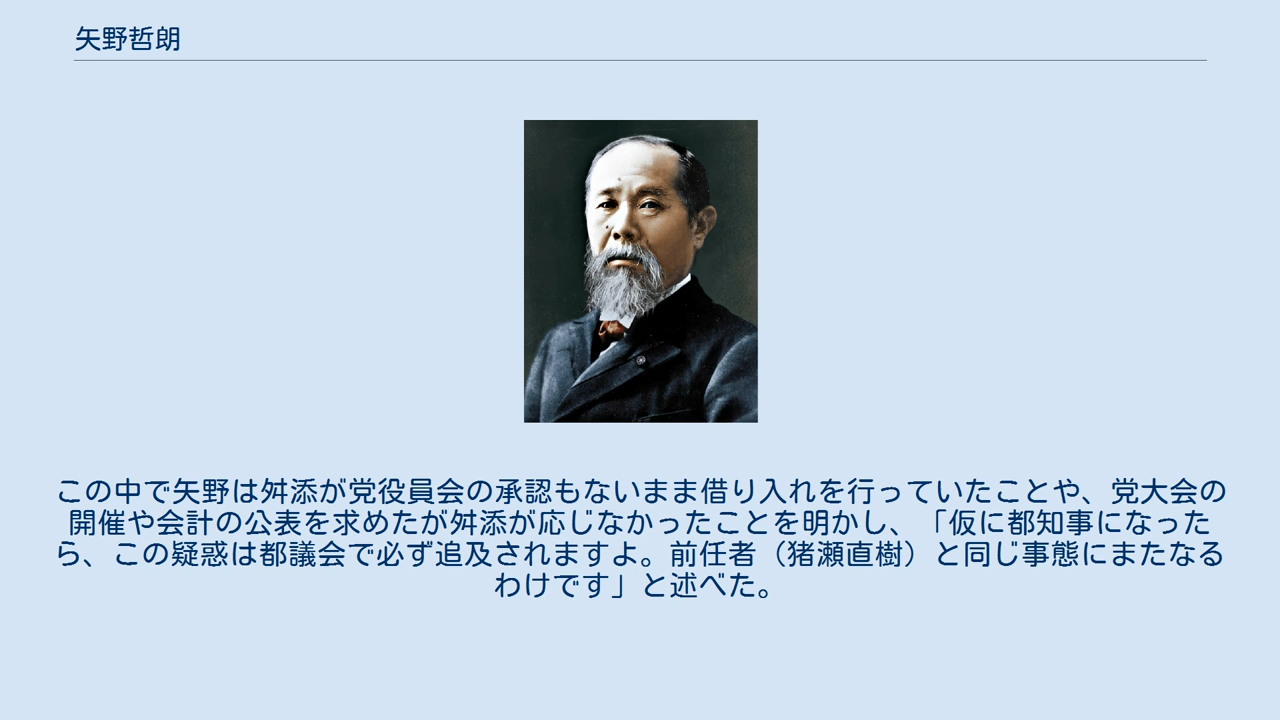 矢野哲朗
この中で矢野は舛添が党役員会の承認もないまま借り入れを行っていたことや、党大会の
開催や会計の公表を求めたが舛添が応じなかったことを明かし、「仮に都知事になった
ら、この疑惑は都議会で必ず追及されますよ。前任者（猪瀬直樹）と同じ事態にまたなる
わけです」と述べた。